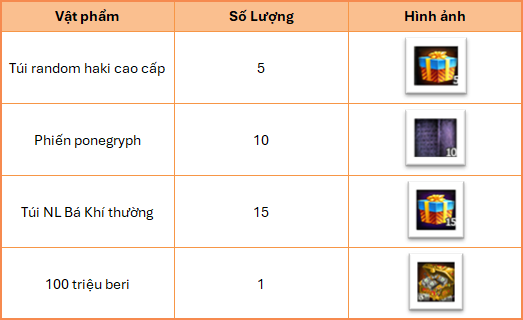 Vật phẩm Số Lượng Hình ảnh
Túi random haki cao cấp 5 5
Phiến ponegryph 10 10
Túi NL Bá Khí thường 15 15
100 triệu beri 1